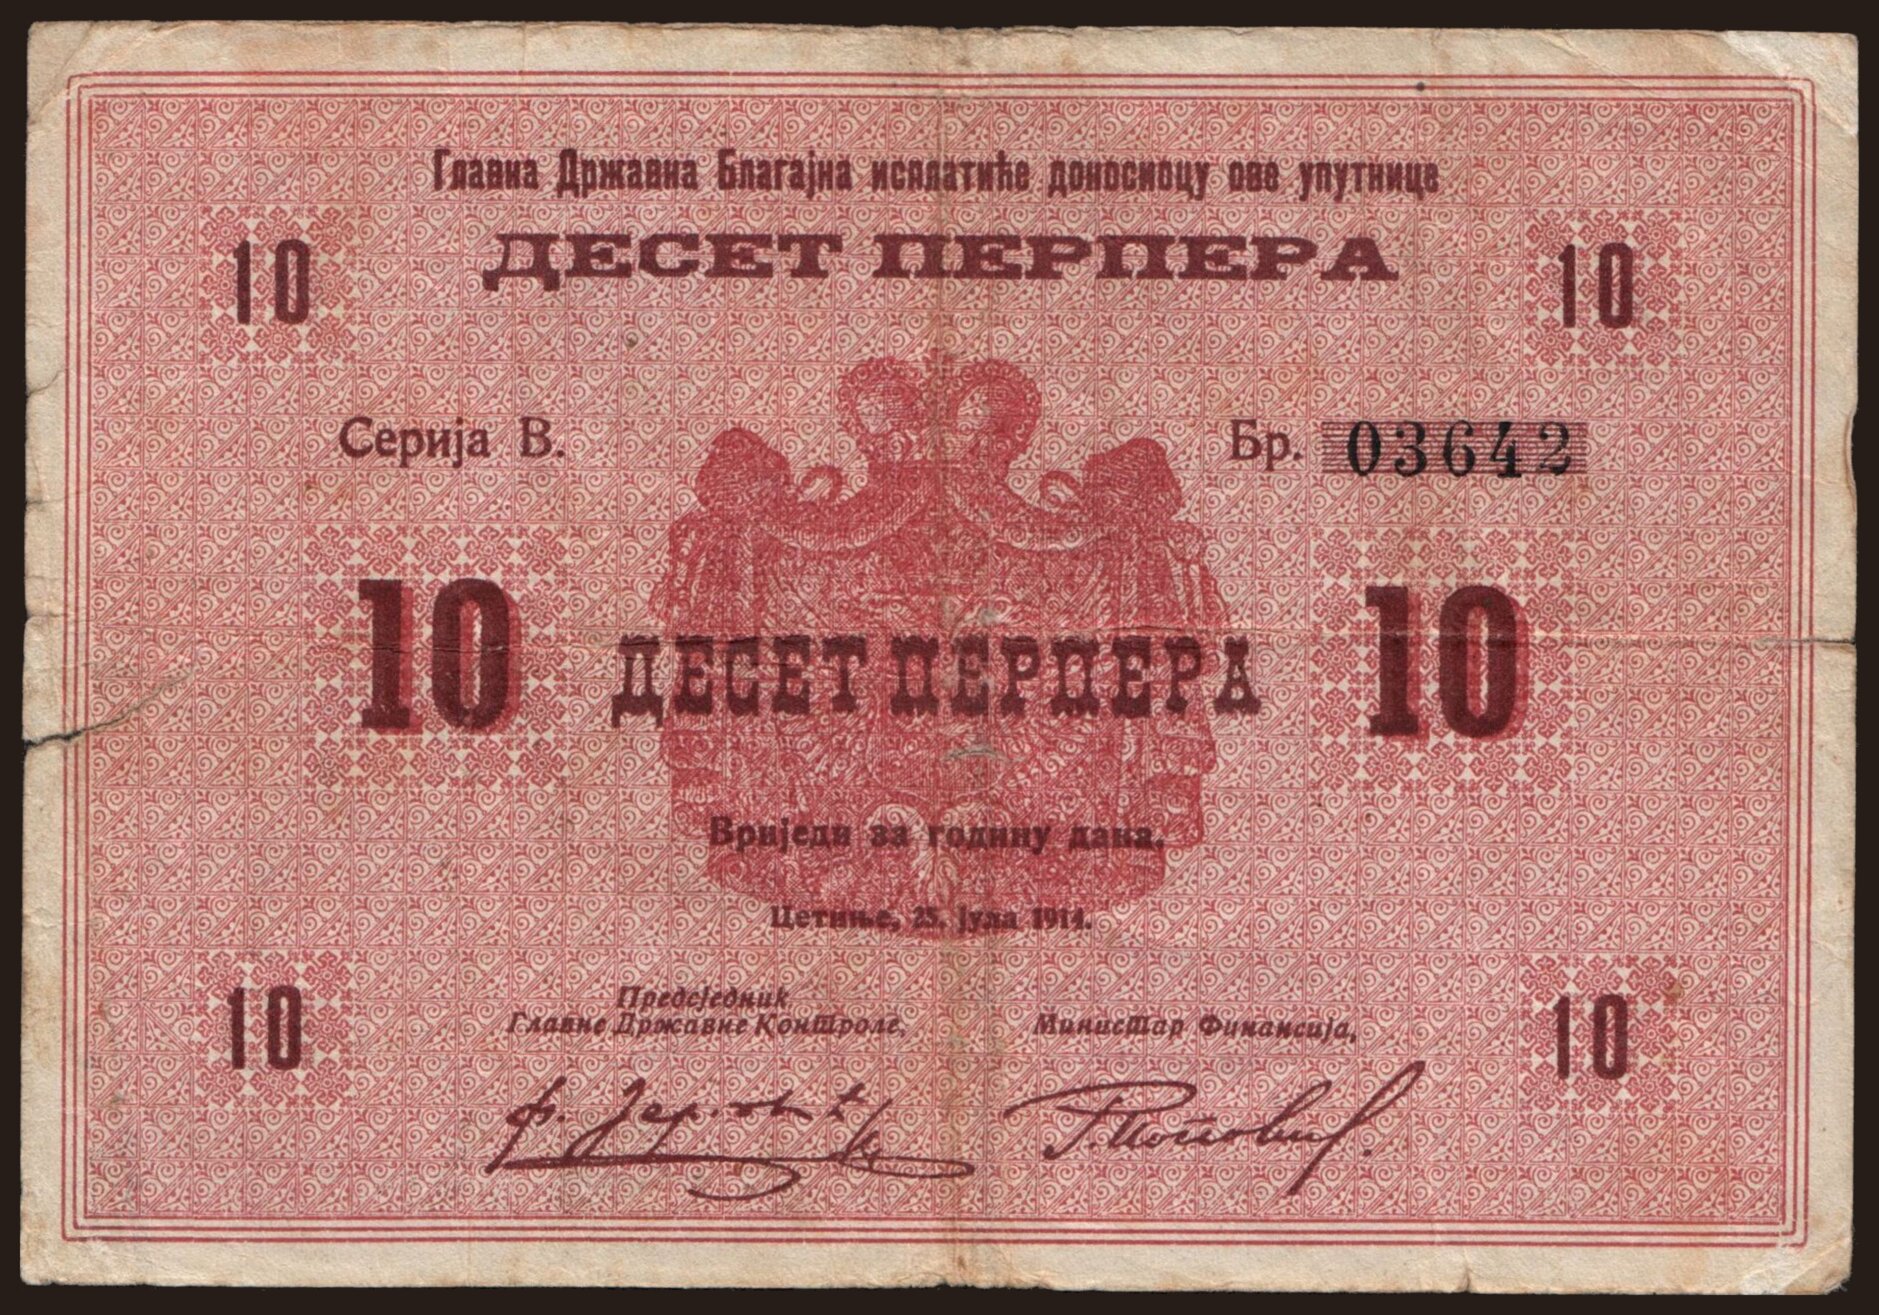 Главна Државна Благајна исплатиће доносиоцу ове упутнице
ДЕСЕТ ПЕРПЕРА
10 10
Серија В. Бр. 03642
10 ДЕСЕТ ПЕРПЕРА 10
Вриједи за годину дана.
Цетиње, 25. јула 1914.
Предсједник
Главне Државне Контроле, Министар Финансија,
10 10